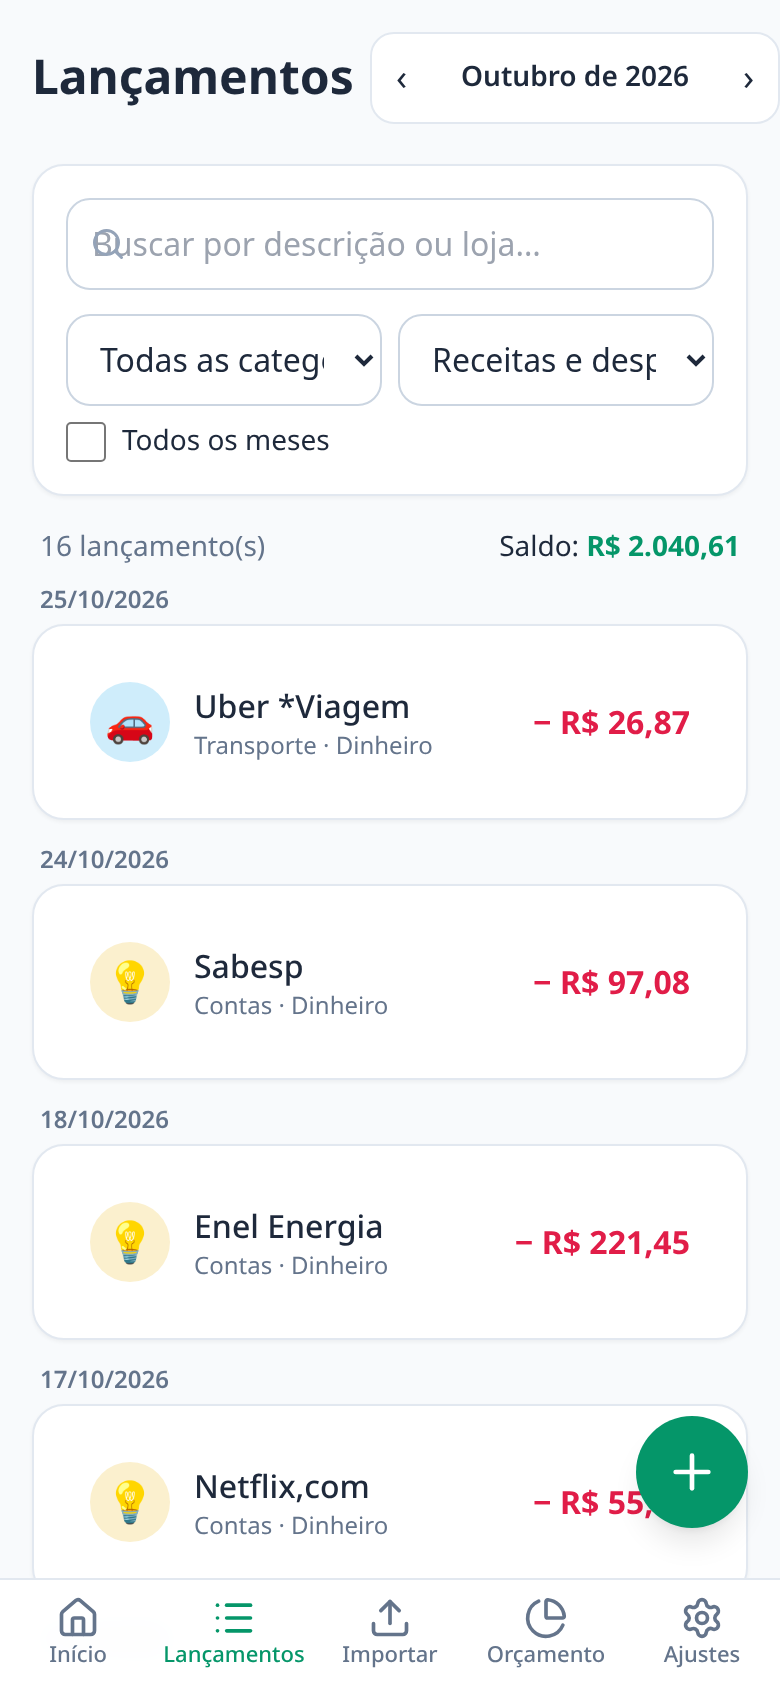 Lançamentos
‹ Outubro de 2026 ›
Buscar por descrição ou loja...
Todas as catego
Receitas e desp
Todos os meses
16 lançamento(s) Saldo: R$ 2.040,61
25/10/2026
Uber *Viagem
Transporte · Dinheiro
− R$ 26,87
24/10/2026
Sabesp
Contas · Dinheiro
− R$ 97,08
18/10/2026
Enel Energia
Contas · Dinheiro
− R$ 221,45
17/10/2026
Netflix,com
Contas · Dinheiro
− R$ 55,
Início Lançamentos Importar Orçamento Ajustes